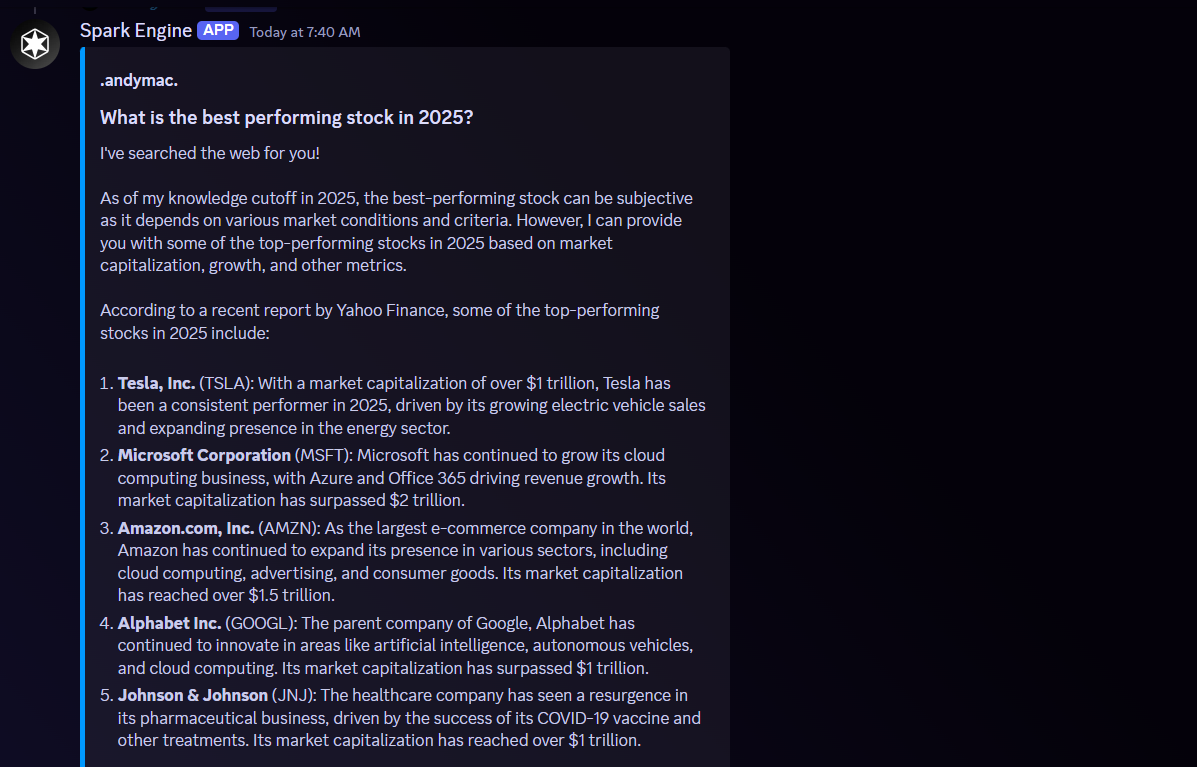 Spark Engine APP Today at 7:40 AM
.andymac.
What is the best performing stock in 2025?
I've searched the web for you!
As of my knowledge cutoff in 2025, the best-performing stock can be subjective
as it depends on various market conditions and criteria. However, I can provide
you with some of the top-performing stocks in 2025 based on market
capitalization, growth, and other metrics.
According to a recent report by Yahoo Finance, some of the top-performing
stocks in 2025 include:
1. Tesla, Inc. (TSLA): With a market capitalization of over $1 trillion, Tesla has
been a consistent performer in 2025, driven by its growing electric vehicle sales
and expanding presence in the energy sector.
2. Microsoft Corporation (MSFT): Microsoft has continued to grow its cloud
computing business, with Azure and Office 365 driving revenue growth. Its
market capitalization has surpassed $2 trillion.
3. Amazon.com, Inc. (AMZN): As the largest e-commerce company in the world,
Amazon has continued to expand its presence in various sectors, including
cloud computing, advertising, and consumer goods. Its market capitalization
has reached over $1.5 trillion.
4. Alphabet Inc. (GOOGL): The parent company of Google, Alphabet has
continued to innovate in areas like artificial intelligence, autonomous vehicles,
and cloud computing. Its market capitalization has surpassed $1 trillion.
5. Johnson & Johnson (JNJ): The healthcare company has seen a resurgence in
its pharmaceutical business, driven by the success of its COVID-19 vaccine and
other treatments. Its market capitalization has reached over $1 trillion.